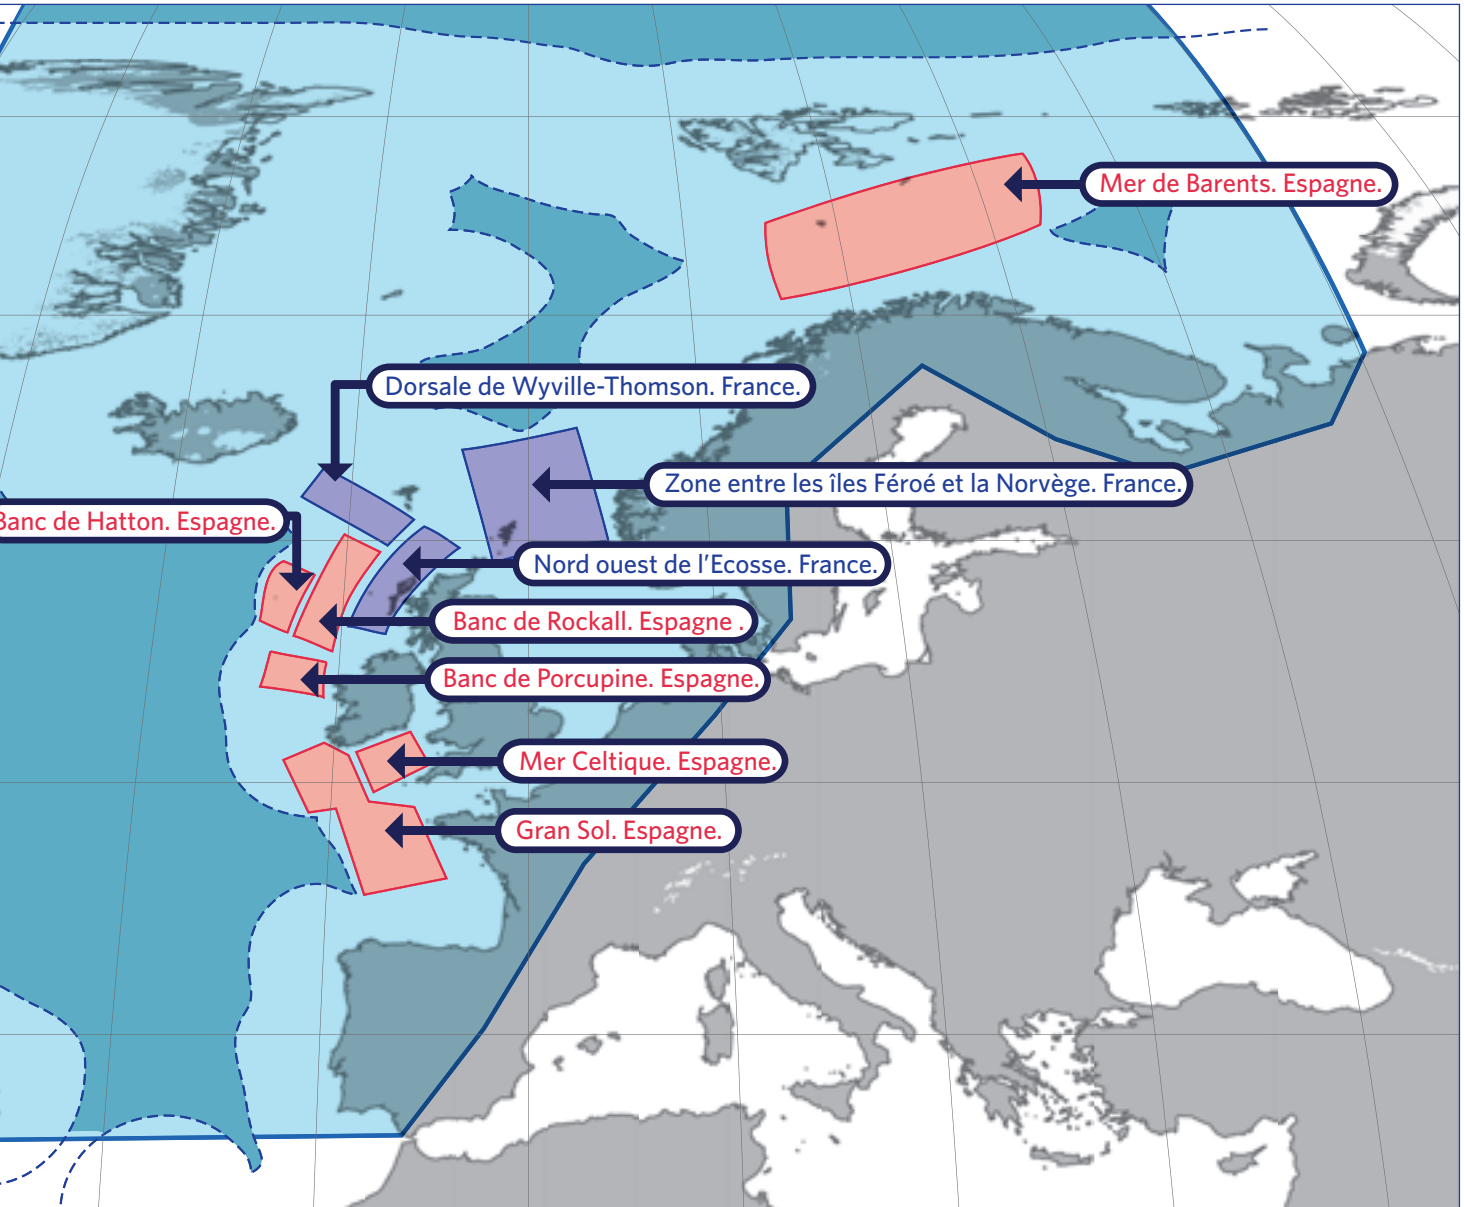 Mer de Barents. Espagne.
Dorsale de Wyville-Thomson. France.
Zone entre les îles Féroé et la Norvège. France.
Banc de Hatton. Espagne.
Nord ouest de l'Ecosse. France.
Banc de Rockall. Espagne .
Banc de Porcupine. Espagne.
Mer Celtique. Espagne.
Gran Sol. Espagne.